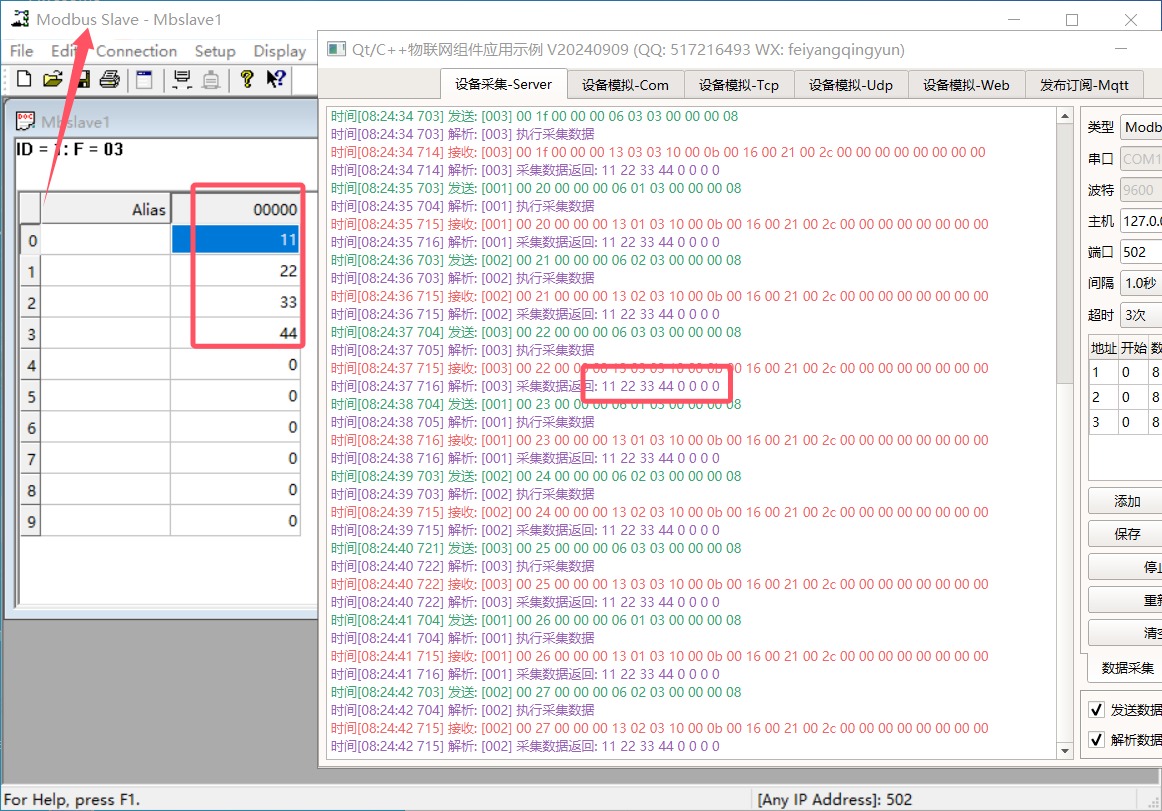 Modbus Slave - Mbslave1
File Edit Connection Setup Display
Mbslave1
ID = 1: F = 03
Alias 00000
0 11
1 22
2 33
3 44
4 0
5 0
6 0
7 0
8 0
9 0
For Help, press F1.
[Any IP Address]: 502
Qt/C++物联网组件应用示例 V20240909 (QQ: 517216493 WX: feiyangqingyun)
设备采集-Server 设备模拟-Com 设备模拟-Tcp 设备模拟-Udp 设备模拟-Web 发布订阅-Mqtt
时间[08:24:34 703] 发送: [003] 00 1f 00 00 00 06 03 03 00 00 00 08
时间[08:24:34 703] 解析: [003] 执行采集数据
时间[08:24:34 714] 接收: [003] 00 1f 00 00 00 13 03 03 10 00 0b 00 16 00 21 00 2c 00 00 00 00 00 00 00 00
时间[08:24:34 714] 解析: [003] 采集数据返回: 11 22 33 44 0 0 0 0
时间[08:24:35 703] 发送: [001] 00 20 00 00 00 06 01 03 00 00 00 08
时间[08:24:35 704] 解析: [001] 执行采集数据
时间[08:24:35 715] 接收: [001] 00 20 00 00 00 13 01 03 10 00 0b 00 16 00 21 00 2c 00 00 00 00 00 00 00 00
时间[08:24:35 716] 解析: [001] 采集数据返回: 11 22 33 44 0 0 0 0
时间[08:24:36 703] 发送: [002] 00 21 00 00 00 06 02 03 00 00 00 08
时间[08:24:36 703] 解析: [002] 执行采集数据
时间[08:24:36 715] 接收: [002] 00 21 00 00 00 13 02 03 10 00 0b 00 16 00 21 00 2c 00 00 00 00 00 00 00 00
时间[08:24:36 715] 解析: [002] 采集数据返回: 11 22 33 44 0 0 0 0
时间[08:24:37 704] 发送: [003] 00 22 00 00 00 06 03 03 00 00 00 08
时间[08:24:37 705] 解析: [003] 执行采集数据
时间[08:24:37 715] 接收: [003] 00 22 00 00 00 13 03 03 10 00 0b 00 16 00 21 00 2c 00 00 00 00 00 00 00 00
时间[08:24:37 716] 解析: [003] 采集数据返回: 11 22 33 44 0 0 0 0
时间[08:24:38 704] 发送: [001] 00 23 00 00 00 06 01 03 00 00 00 08
时间[08:24:38 705] 解析: [001] 执行采集数据
时间[08:24:38 716] 接收: [001] 00 23 00 00 00 13 01 03 10 00 0b 00 16 00 21 00 2c 00 00 00 00 00 00 00 00
时间[08:24:38 716] 解析: [001] 采集数据返回: 11 22 33 44 0 0 0 0
时间[08:24:39 703] 发送: [002] 00 24 00 00 00 06 02 03 00 00 00 08
时间[08:24:39 703] 解析: [002] 执行采集数据
时间[08:24:39 715] 接收: [002] 00 24 00 00 00 13 02 03 10 00 0b 00 16 00 21 00 2c 00 00 00 00 00 00 00 00
时间[08:24:39 715] 解析: [002] 采集数据返回: 11 22 33 44 0 0 0 0
时间[08:24:40 721] 发送: [003] 00 25 00 00 00 06 03 03 00 00 00 08
时间[08:24:40 722] 解析: [003] 执行采集数据
时间[08:24:40 722] 接收: [003] 00 25 00 00 00 13 03 03 10 00 0b 00 16 00 21 00 2c 00 00 00 00 00 00 00 00
时间[08:24:40 722] 解析: [003] 采集数据返回: 11 22 33 44 0 0 0 0
时间[08:24:41 704] 发送: [001] 00 26 00 00 00 06 01 03 00 00 00 08
时间[08:24:41 704] 解析: [001] 执行采集数据
时间[08:24:41 715] 接收: [001] 00 26 00 00 00 13 01 03 10 00 0b 00 16 00 21 00 2c 00 00 00 00 00 00 00 00
时间[08:24:41 716] 解析: [001] 采集数据返回: 11 22 33 44 0 0 0 0
时间[08:24:42 703] 发送: [002] 00 27 00 00 00 06 02 03 00 00 00 08
时间[08:24:42 704] 解析: [002] 执行采集数据
时间[08:24:42 715] 接收: [002] 00 27 00 00 00 13 02 03 10 00 0b 00 16 00 21 00 2c 00 00 00 00 00 00 00 00
时间[08:24:42 715] 解析: [002] 采集数据返回: 11 22 33 44 0 0 0 0
类型 Modb
串口 COM1
波特 9600
主机 127.0.0
端口 502
间隔 1.0秒
超时 3次
地址 开始 数
1 0 8
2 0 8
3 0 8
添加
保存
停止
重新
清空
数据采集
发送数据
解析数据